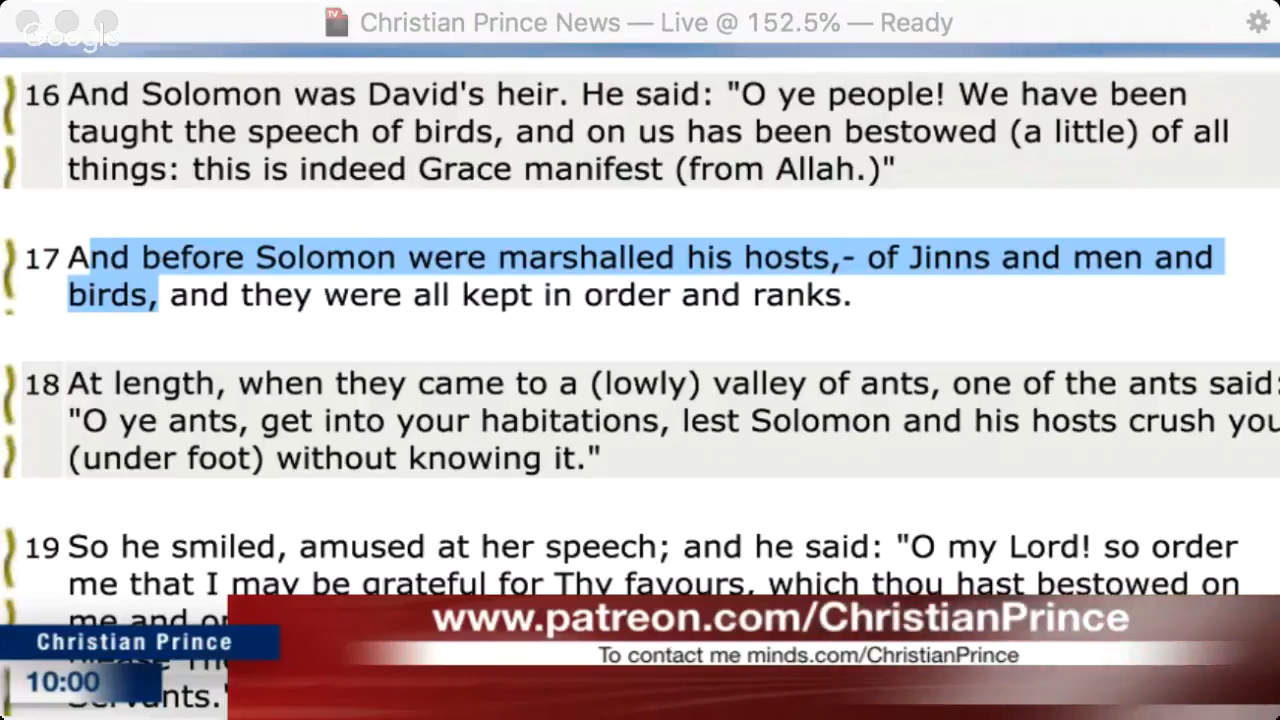 Christian Prince News — Live @ 152.5% — Ready
Google
16 And Solomon was David's heir. He said: "O ye people! We have been
taught the speech of birds, and on us has been bestowed (a little) of all
things: this is indeed Grace manifest (from Allah.)"
17 And before Solomon were marshalled his hosts,- of Jinns and men and
birds, and they were all kept in order and ranks.
18 At length, when they came to a (lowly) valley of ants, one of the ants said:
"O ye ants, get into your habitations, lest Solomon and his hosts crush you
(under foot) without knowing it."
19 So he smiled, amused at her speech; and he said: "O my Lord! so order
me that I may be grateful for Thy favours, which thou hast bestowed on
me and
www.patreon.com/ChristianPrince
Christian Prince
To contact me minds.com/ChristianPrince
10:00